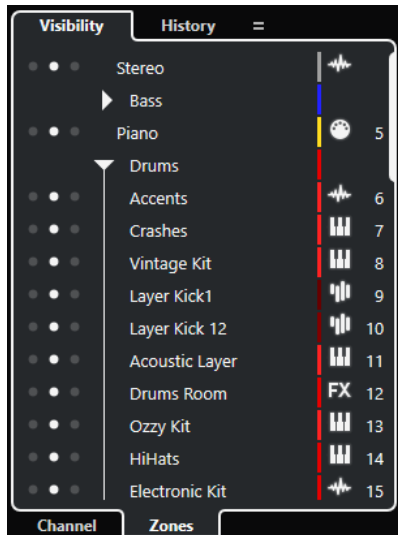 Visibility History =
Stereo
Bass
Piano 5
Drums
Accents 6
Crashes 7
Vintage Kit 8
Layer Kick1 9
Layer Kick 12 10
Acoustic Layer 11
Drums Room FX 12
Ozzy Kit 13
HiHats 14
Electronic Kit 15
Channel Zones